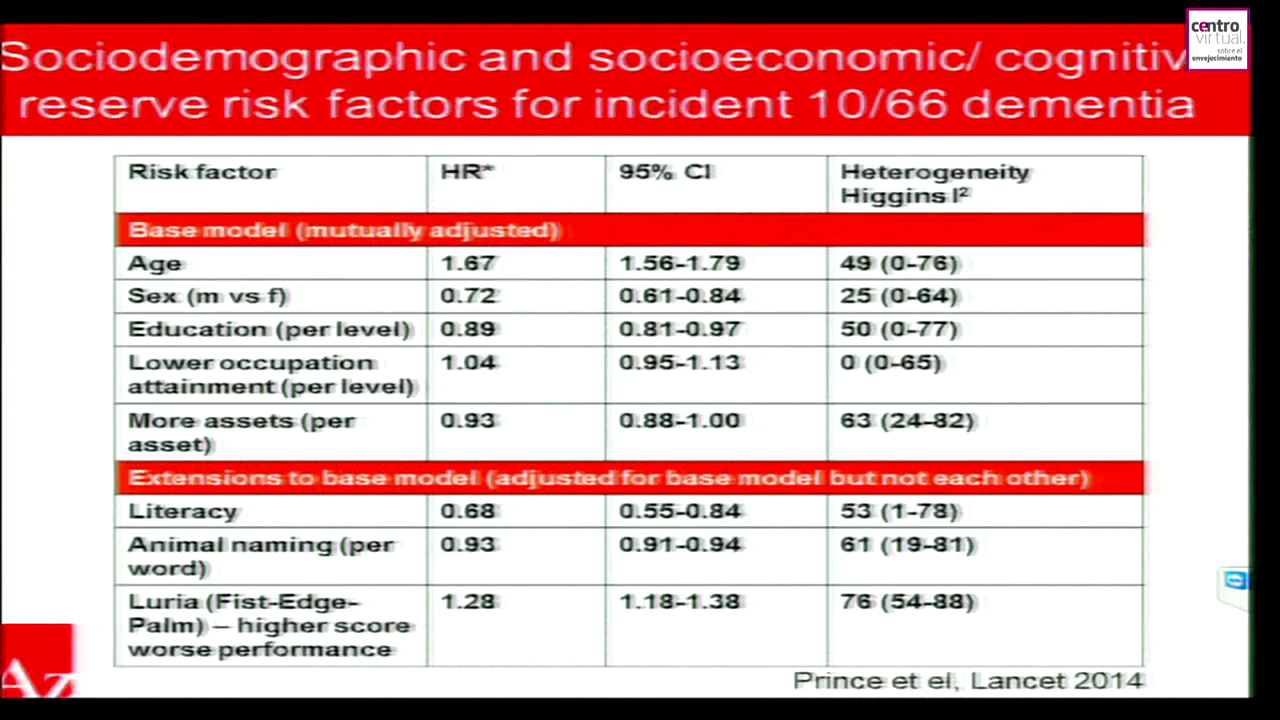 centro
virtual.
sobre el
envejecimiento
Sociodemographic and socioeconomic/ cognitiv
reserve risk factors for incident 10/66 dementia
Risk factor HR* 95% CI Heterogeneity
Higgins I²
Base model (mutually adjusted)
Age 1.67 1.56-1.79 49 (0-76)
Sex (m vs f) 0.72 0.61-0.84 25 (0-64)
Education (per level) 0.89 0.81-0.97 50 (0-77)
Lower occupation 1.04 0.95-1.13 0 (0-65)
attainment (per level)
More assets (per 0.93 0.88-1.00 63 (24-82)
asset)
Extensions to base model (adjusted for base model but not each other)
Literacy 0.68 0.55-0.84 53 (1-78)
Animal naming (per 0.93 0.91-0.94 61 (19-81)
word)
Luria (Fist-Edge- 1.28 1.18-1.38 76 (54-88)
Palm) – higher score
worse performance
Az
Prince et el, Lancet 2014